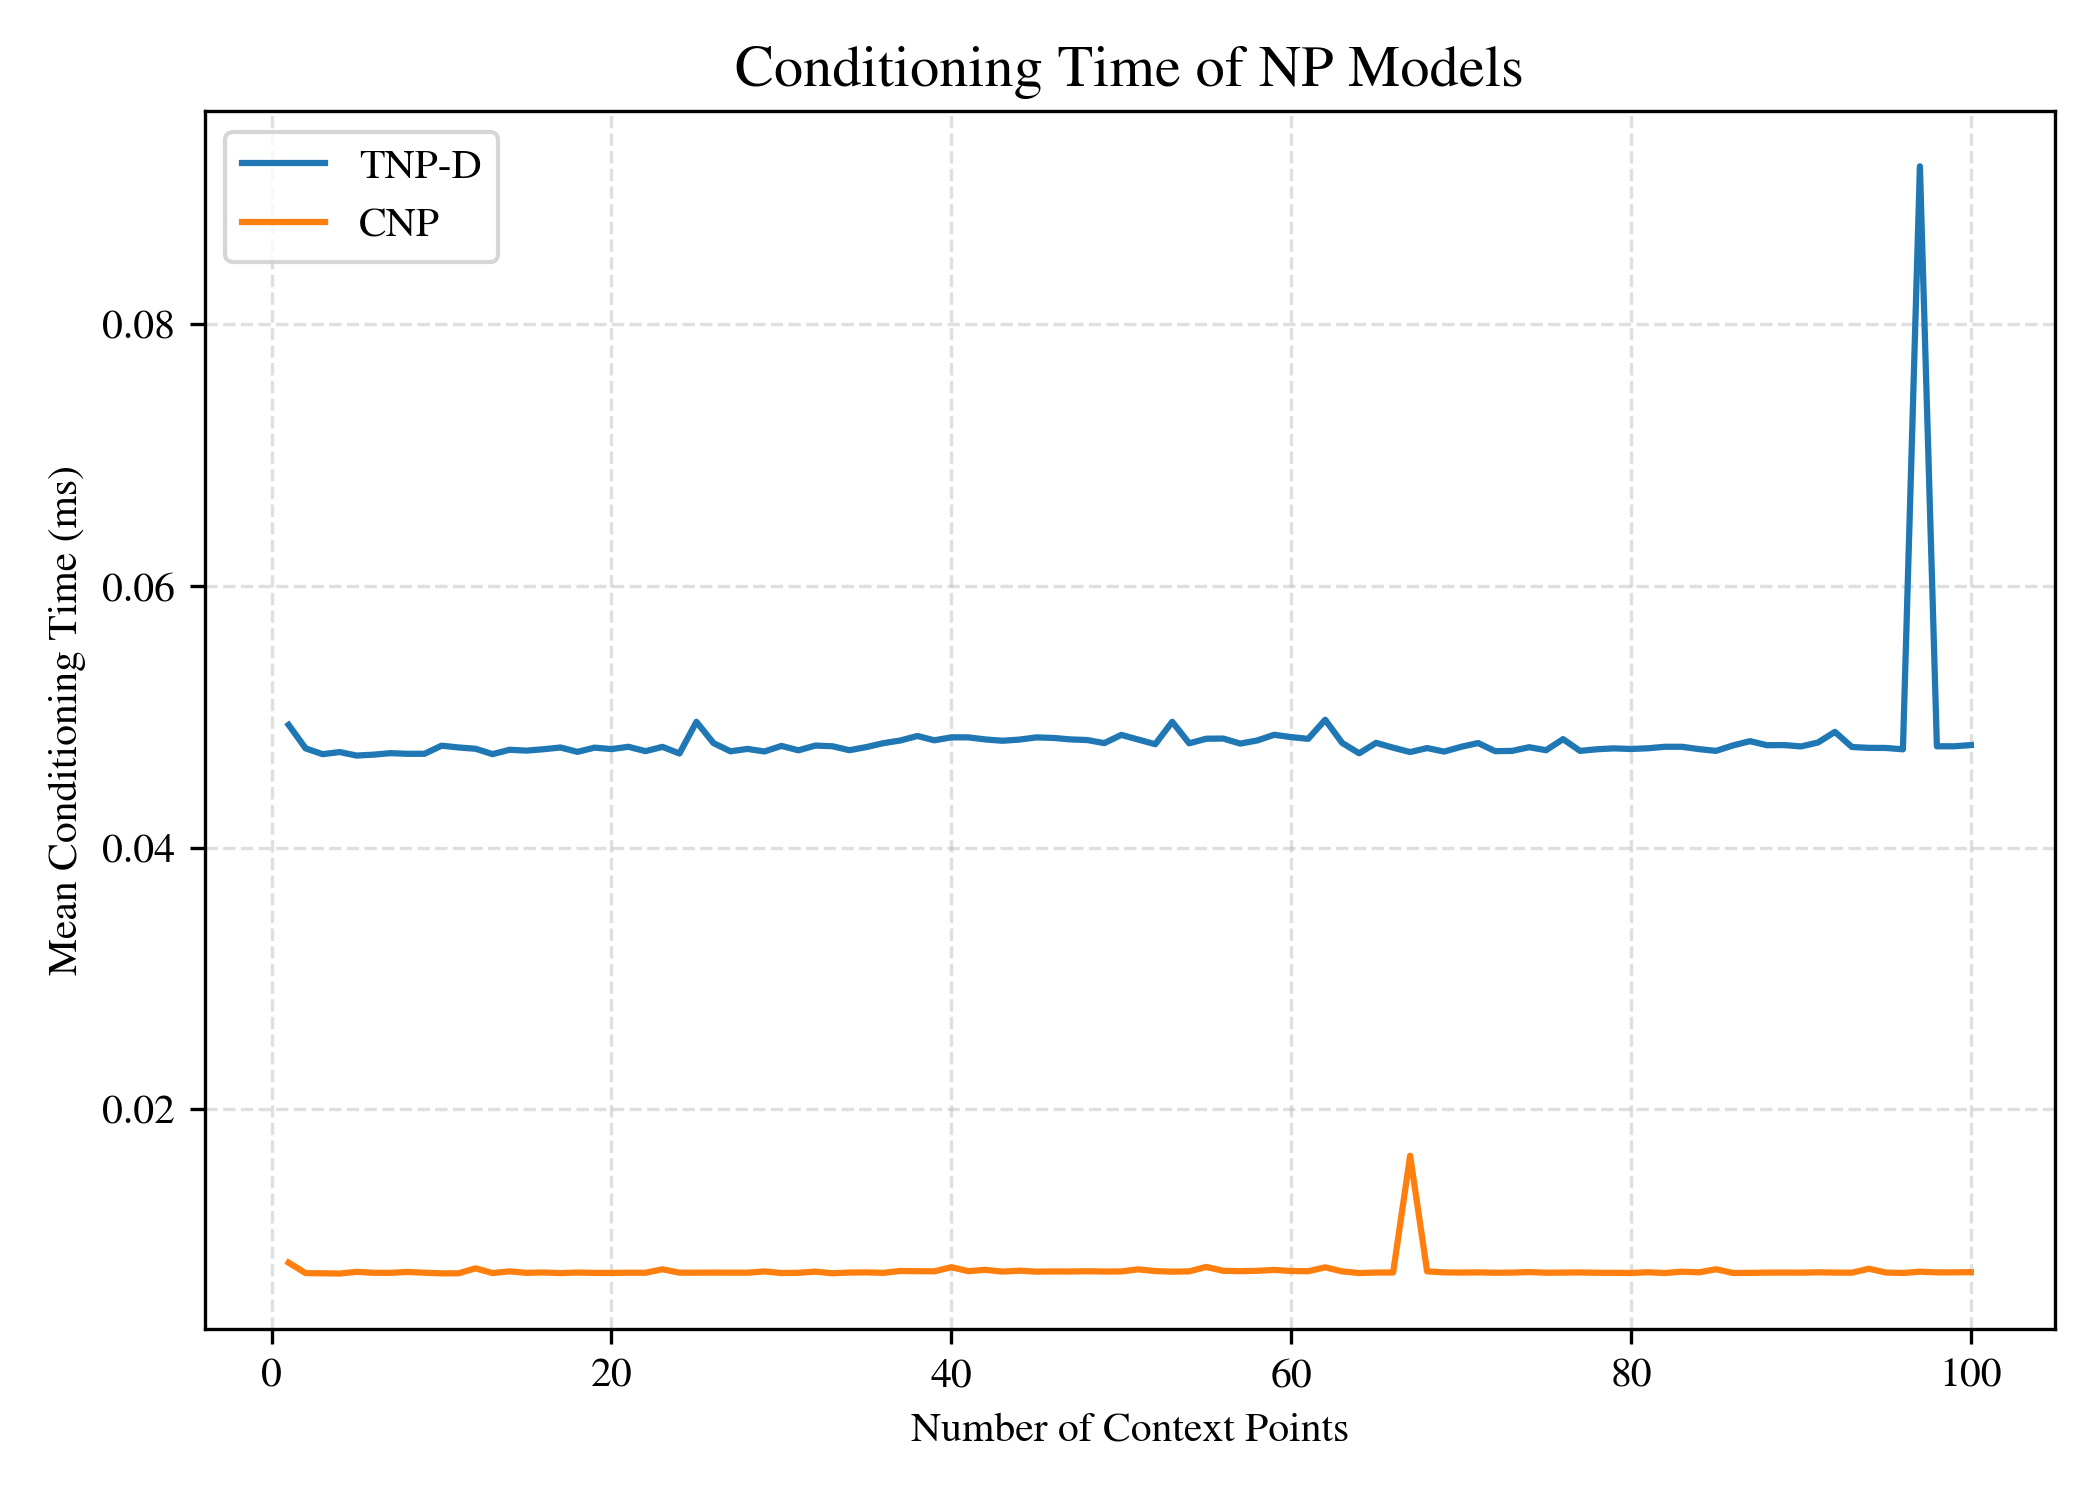 Conditioning Time of NP Models
TNP-D
CNP
0.08
0.06
0.04
0.02
Mean Conditioning Time (ms)
0 20 40 60 80 100
Number of Context Points